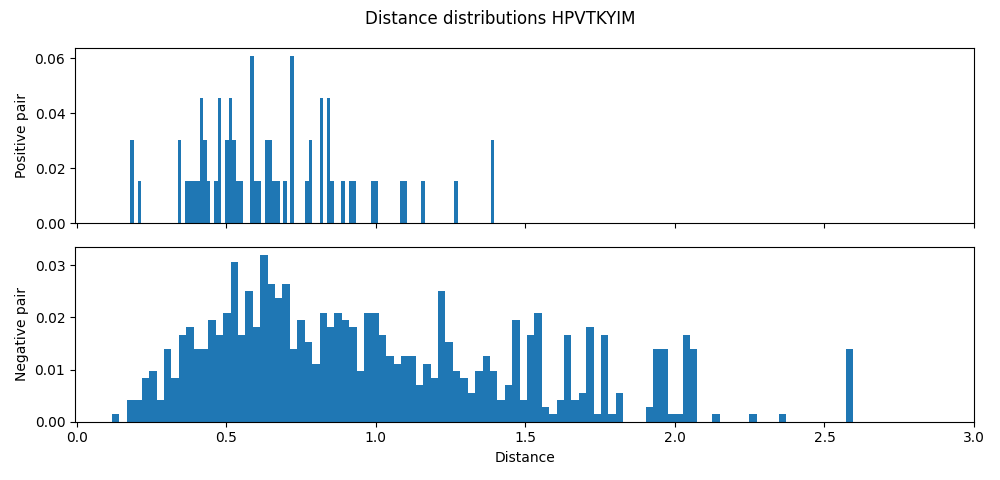 Distance distributions HPVTKYIM
Positive pair
0.06
0.04
0.02
0.00
Negative pair
0.03
0.02
0.01
0.00
0.0 0.5 1.0 1.5 2.0 2.5 3.0
Distance